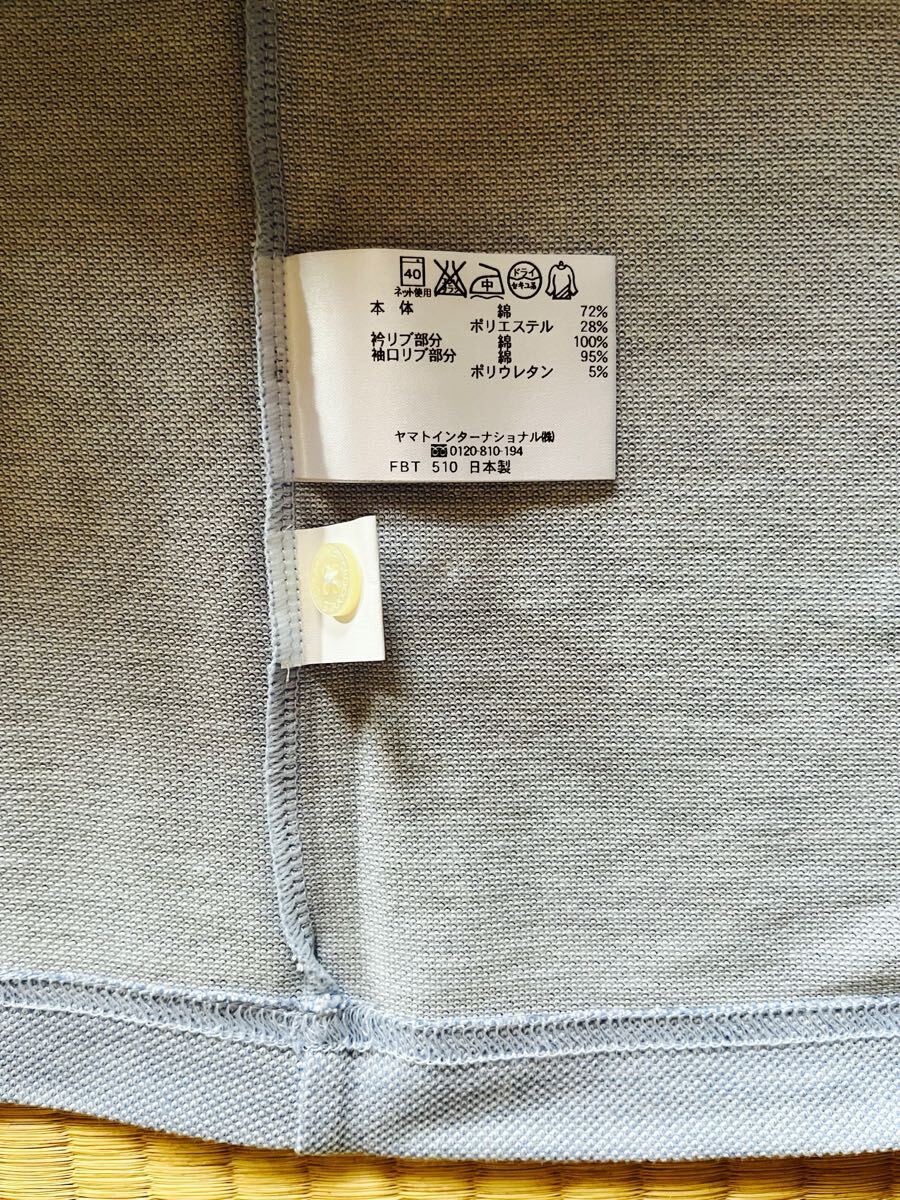 40
ネット使用
中
ドライ
セキユ系
本 体 綿 72%
ポリエステル 28%
衿リブ部分 綿 100%
袖口リブ部分 綿 95%
ポリウレタン 5%
ヤマトインターナショナル㈱
0120-810-194
FBT 510 日本製